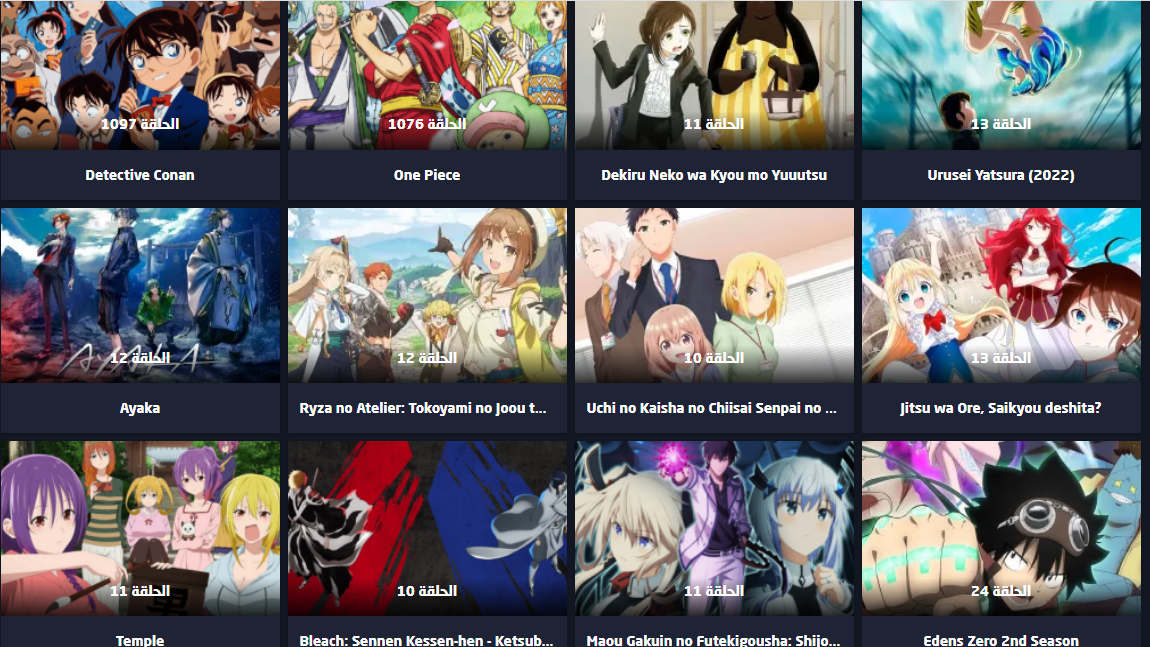 الحلقة 1097
الحلقة 1076
الحلقة 11
الحلقة 13
Detective Conan
One Piece
Dekiru Neko wa Kyou mo Yuuutsu
Urusei Yatsura (2022)
الحلقة 12
الحلقة 12
الحلقة 10
الحلقة 13
AYAKA
Ayaka
Ryza no Atelier: Tokoyami no Joou t...
Uchi no Kaisha no Chiisai Senpai no ...
Jitsu wa Ore, Saikyou deshita?
الحلقة 11
الحلقة 10
الحلقة 11
الحلقة 24
男
Temple
Bleach: Sennen Kessen-hen - Ketsub...
Maou Gakuin no Futekigousha: Shijo...
Edens Zero 2nd Season